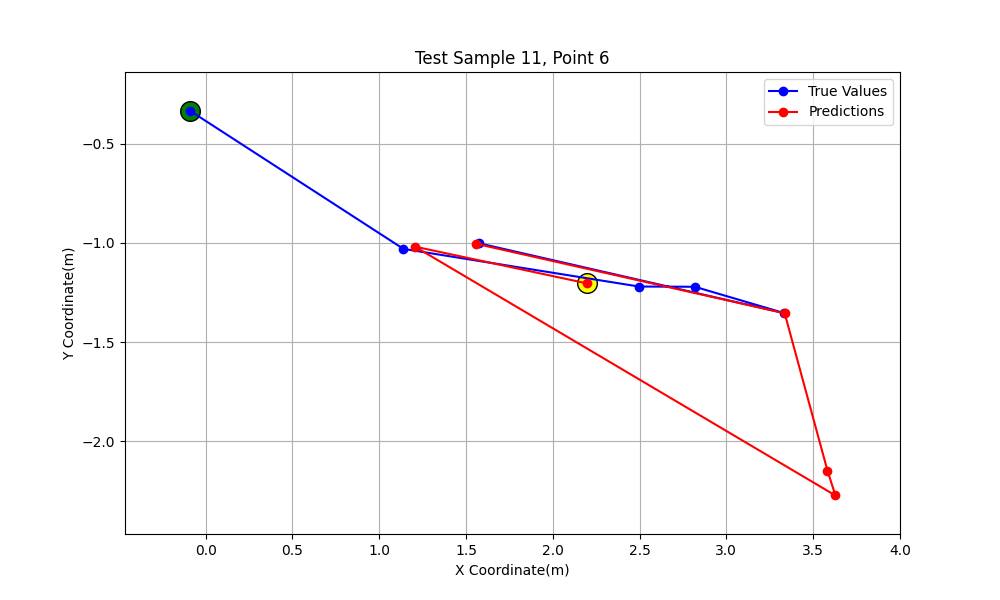 Test Sample 11, Point 6
True Values
Predictions
−0.5
−1.0
−1.5
−2.0
Y Coordinate(m)
0.0 0.5 1.0 1.5 2.0 2.5 3.0 3.5 4.0
X Coordinate(m)